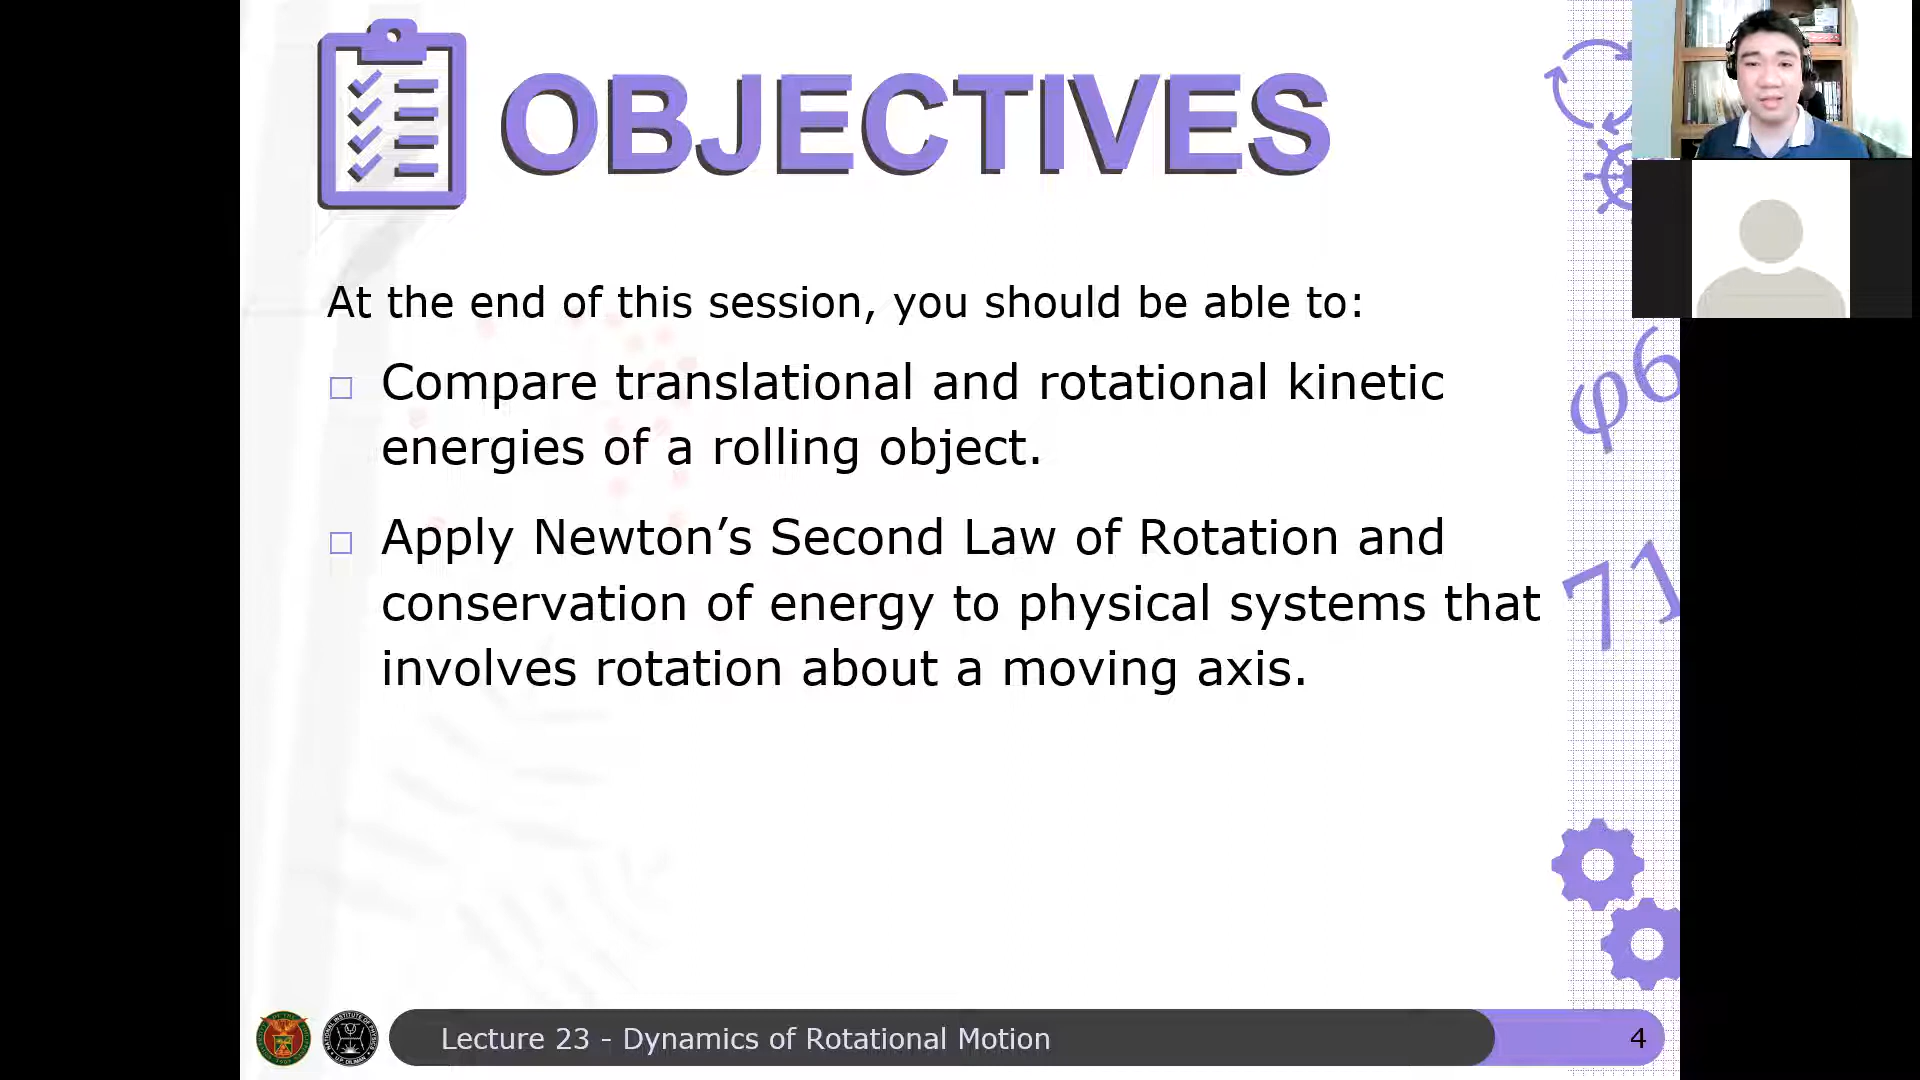 OBJECTIVES
At the end of this session, you should be able to:
□ Compare translational and rotational kinetic
energies of a rolling object.
□ Apply Newton’s Second Law of Rotation and
conservation of energy to physical systems that
involves rotation about a moving axis.
φ6
71
Lecture 23 - Dynamics of Rotational Motion
4